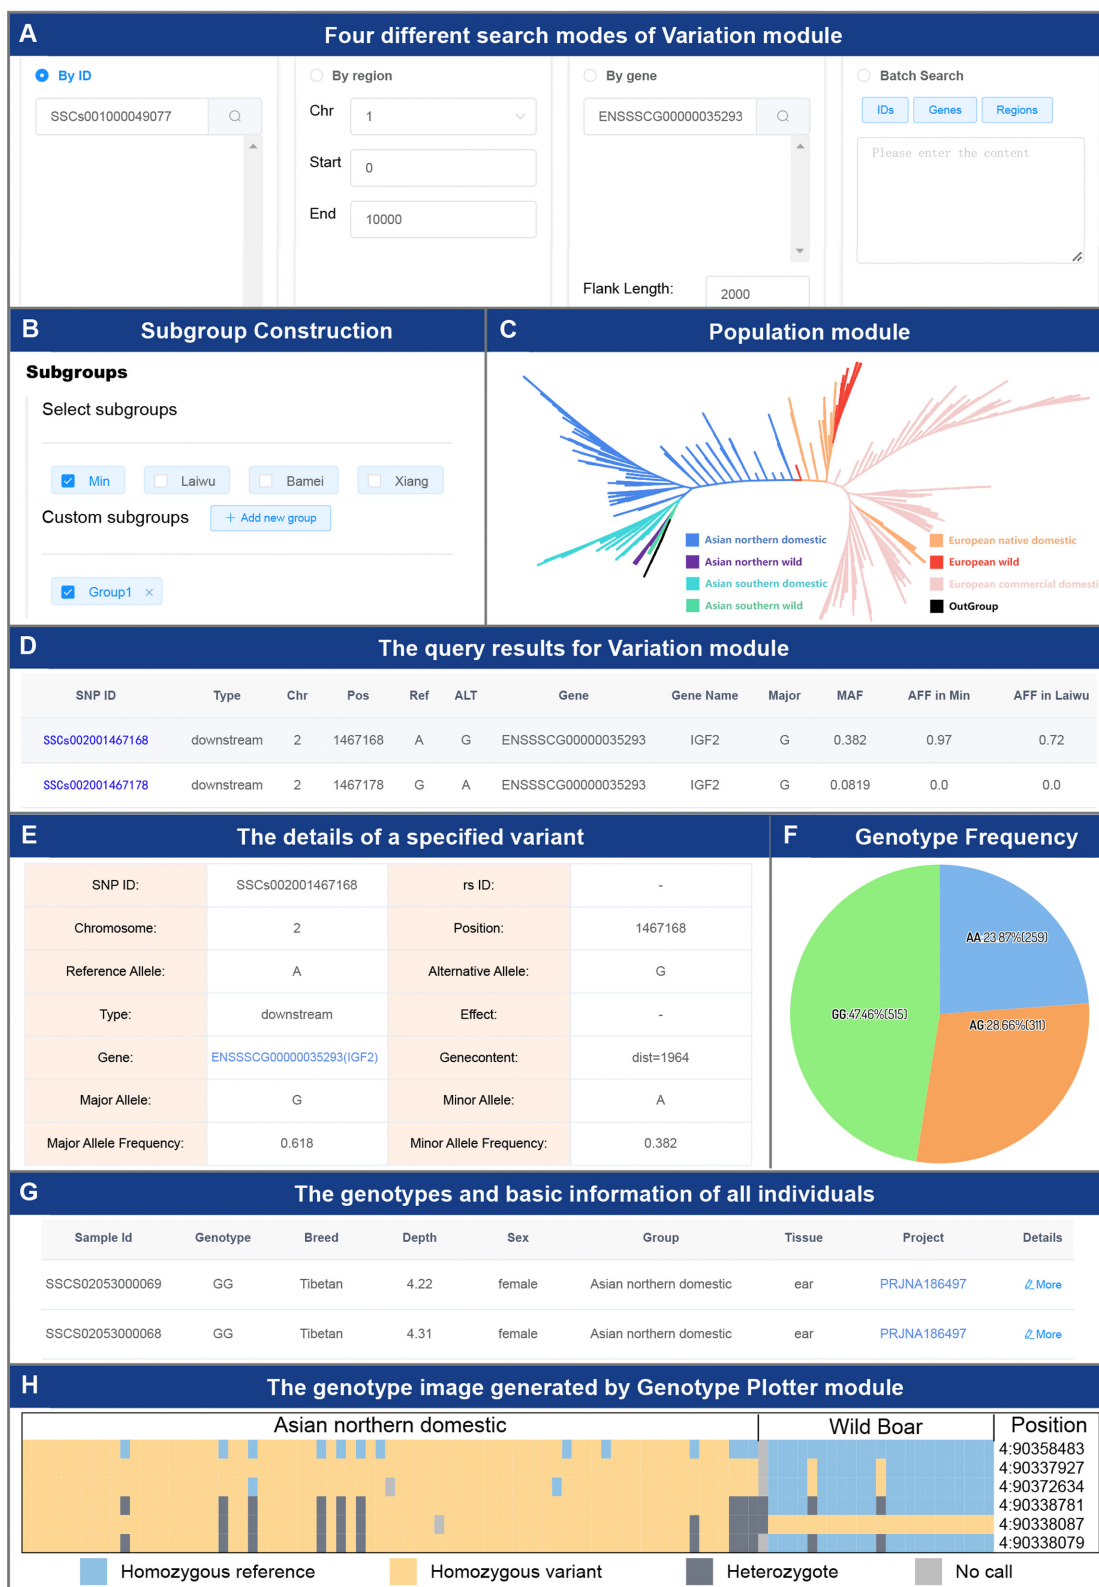 A Four different search modes of Variation module
By ID By region By gene Batch Search
SSCs001000049077 Chr 1 ENSSSCG00000035293 IDs Genes Regions
Please enter the content
Start 0
End 10000
Flank Length: 2000
B Subgroup Construction
Subgroups
Select subgroups
Min Laiwu Bamei Xiang
Custom subgroups + Add new group
Group1 ×
C Population module
Asian northern domestic European native domestic
Asian northern wild European wild
Asian southern domestic European commercial domesti
Asian southern wild OutGroup
D The query results for Variation module
SNP ID Type Chr Pos Ref ALT Gene Gene Name Major MAF AFF in Min AFF in Laiwu
SSCs002001467168 downstream 2 1467168 A G ENSSSCG00000035293 IGF2 G 0.382 0.97 0.72
SSCs002001467178 downstream 2 1467178 G A ENSSSCG00000035293 IGF2 G 0.0819 0.0 0.0
E The details of a specified variant
SNP ID: SSCs002001467168 rs ID: -
Chromosome: 2 Position: 1467168
Reference Allele: A Alternative Allele: G
Type: downstream Effect: -
Gene: ENSSSCG00000035293(IGF2) Genecontent: dist=1964
Major Allele: G Minor Allele: A
Major Allele Frequency: 0.618 Minor Allele Frequency: 0.382
F Genotype Frequency
AA:23.87%(259)
GG:47.46%(515)
AG:28.66%(311)
G The genotypes and basic information of all individuals
Sample Id Genotype Breed Depth Sex Group Tissue Project Details
SSCS02053000069 GG Tibetan 4.22 female Asian northern domestic ear PRJNA186497 More
SSCS02053000068 GG Tibetan 4.31 female Asian northern domestic ear PRJNA186497 More
H The genotype image generated by Genotype Plotter module
Asian northern domestic Wild Boar Position
4:90358483
4:90337927
4:90372634
4:90338781
4:90338087
4:90338079
Homozygous reference Homozygous variant Heterozygote No call